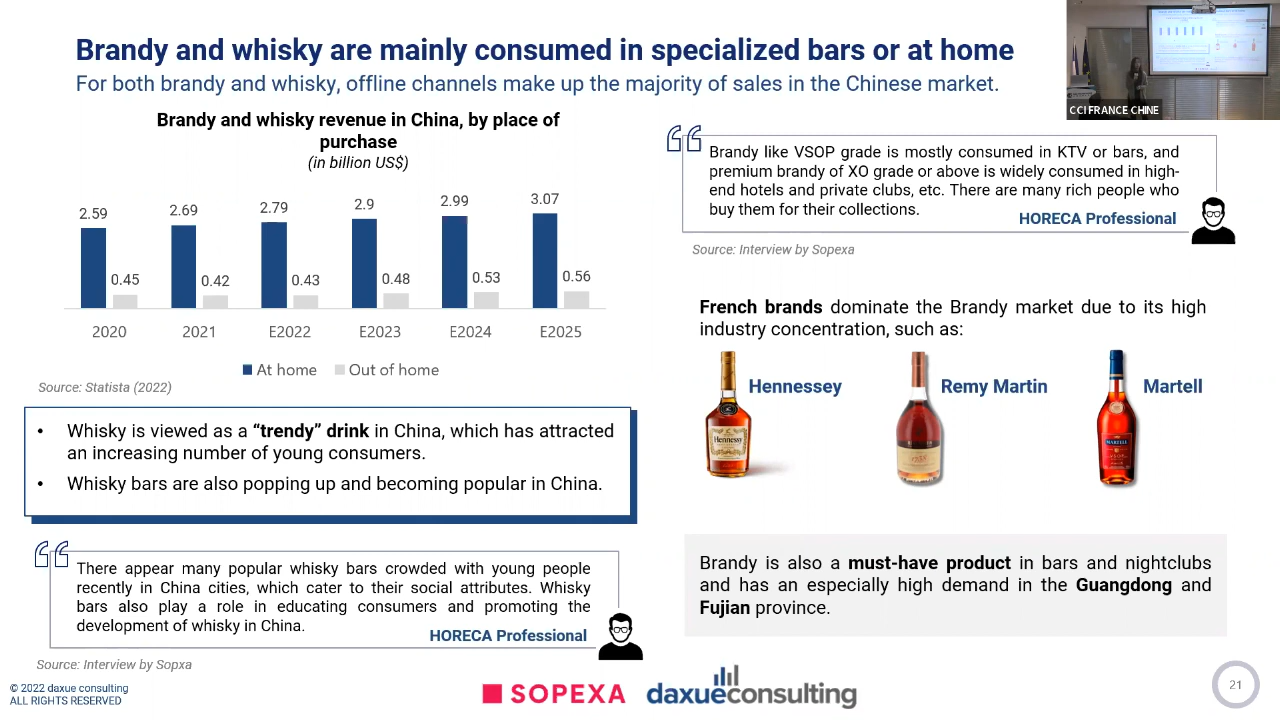 Brandy and whisky are mainly consumed in specialized bars or at home
For both brandy and whisky, offline channels make up the majority of sales in the Chinese market.
CCI FRANCE CHINE
Brandy and whisky revenue in China, by place of
purchase
(in billion US$)
2.59
0.45
2.69
0.42
2.79
0.43
2.9
0.48
2.99
0.53
3.07
0.56
2020
2021
E2022
E2023
E2024
E2025
At home
Out of home
Source: Statista (2022)
• Whisky is viewed as a “trendy” drink in China, which has attracted
an increasing number of young consumers.
• Whisky bars are also popping up and becoming popular in China.
There appear many popular whisky bars crowded with young people
recently in China cities, which cater to their social attributes. Whisky
bars also play a role in educating consumers and promoting the
development of whisky in China.
HORECA Professional
Source: Interview by Sopxa
Brandy like VSOP grade is mostly consumed in KTV or bars, and
premium brandy of XO grade or above is widely consumed in high-
end hotels and private clubs, etc. There are many rich people who
buy them for their collections.
HORECA Professional
Source: Interview by Sopexa
French brands dominate the Brandy market due to its high
industry concentration, such as:
Hennessey
Remy Martin
Martell
Hennessy
MARTELL
Brandy is also a must-have product in bars and nightclubs
and has an especially high demand in the Guangdong and
Fujian province.
© 2022 daxue consulting
ALL RIGHTS RESERVED
SOPEXA
daxueconsulting
21